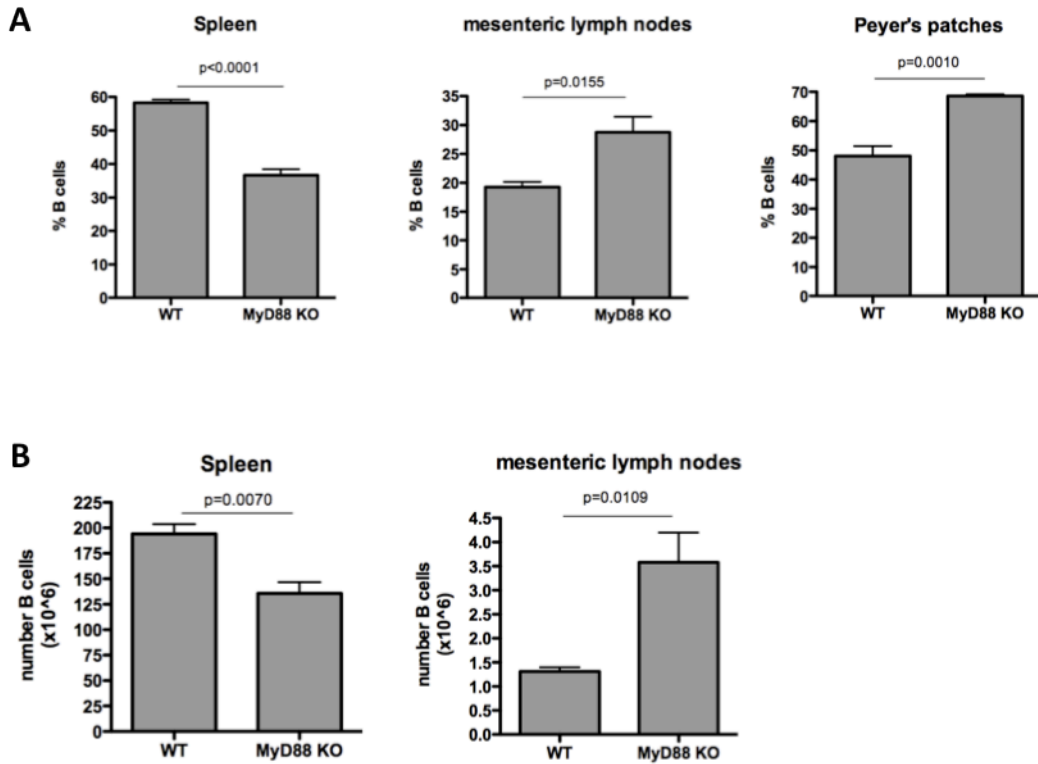 A
Spleen
p<0.0001
% B cells
60
50
40
30
20
10
0
WT
MyD88 KO
mesenteric lymph nodes
p=0.0155
% B cells
35
30
25
20
15
10
5
0
WT
MyD88 KO
Peyer's patches
p=0.0010
% B cells
70
60
50
40
30
20
10
0
WT
MyD88 KO
B
Spleen
p=0.0070
number B cells
(x10^6)
225
200
175
150
125
100
75
50
25
0
WT
MyD88 KO
mesenteric lymph nodes
p=0.0109
number B cells
(x10^6)
4.5
4.0
3.5
3.0
2.5
2.0
1.5
1.0
0.5
0.0
WT
MyD88 KO